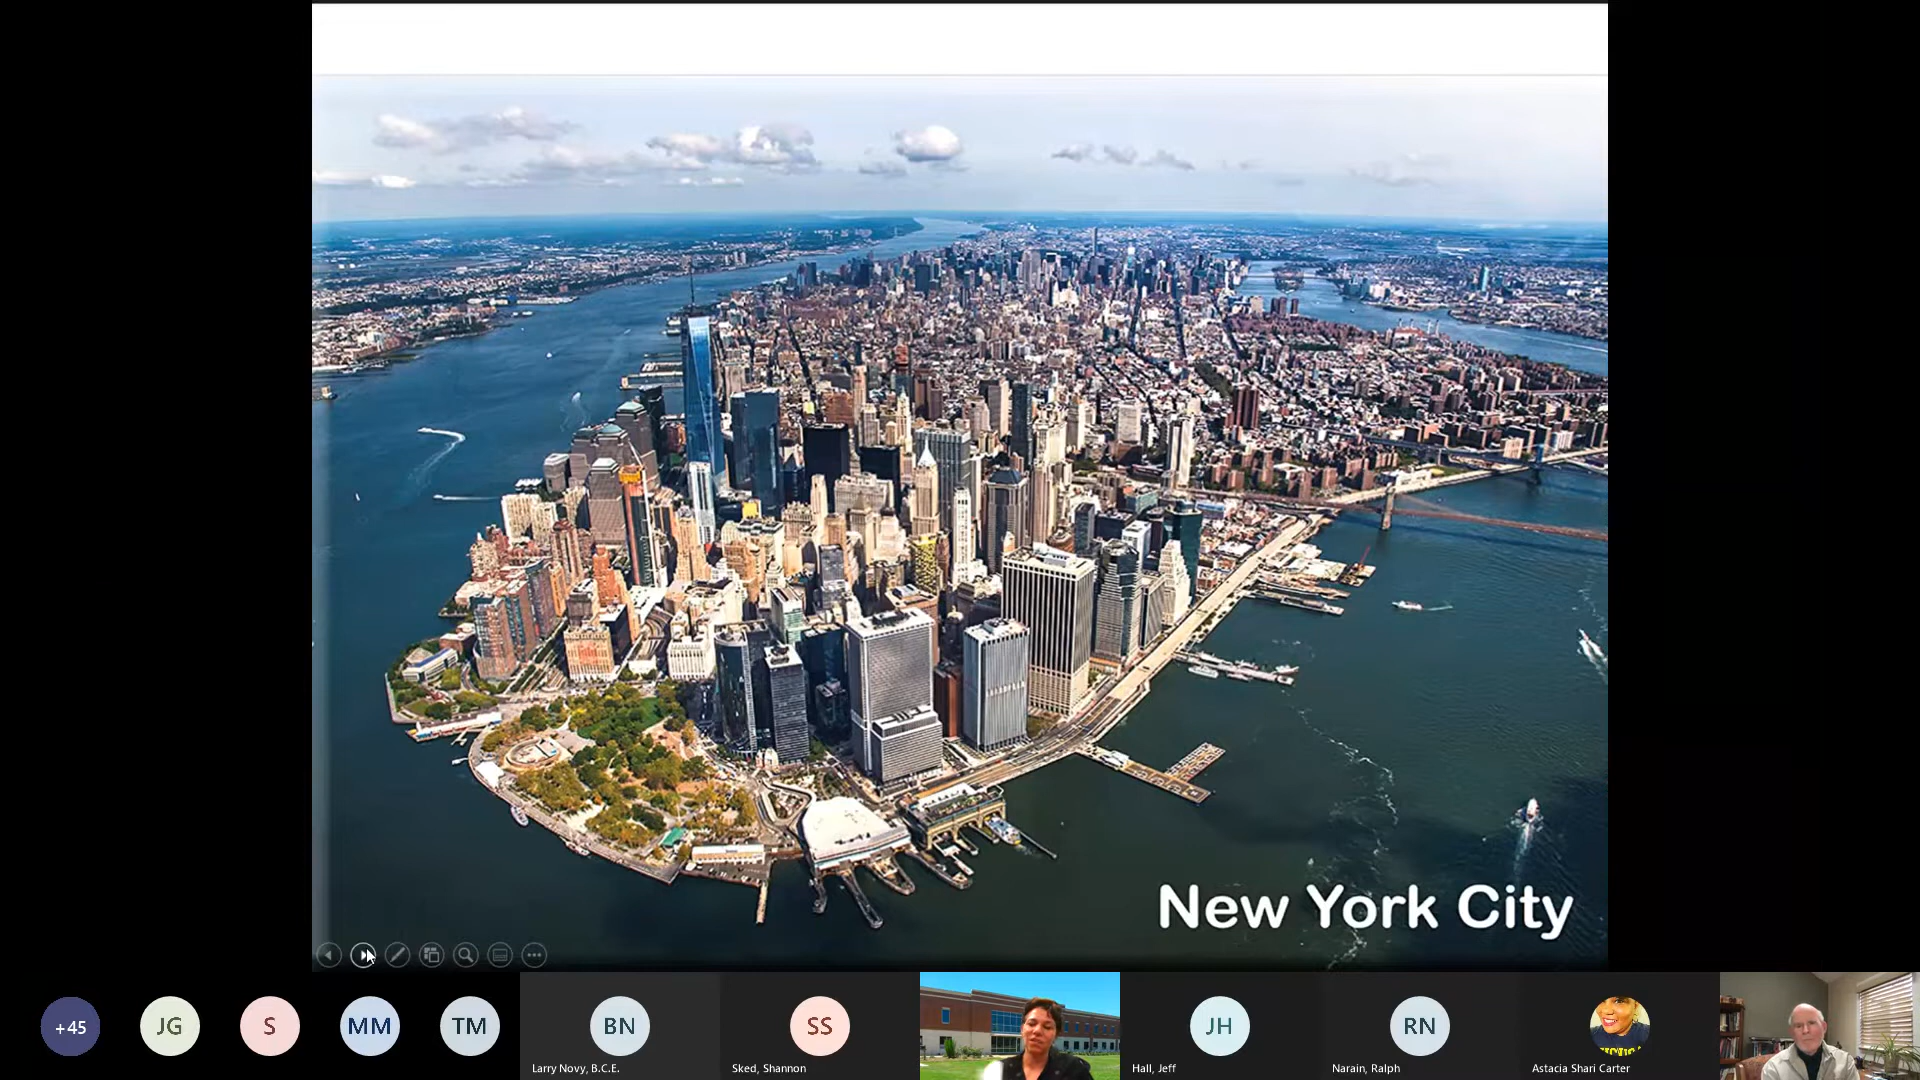 New York City
+45
JG
S
MM
TM
BN
SS
JH
RN
Larry Novy, B.C.E.
Sked, Shannon
Hall, Jeff
Narain, Ralph
Astacia Shari Carter